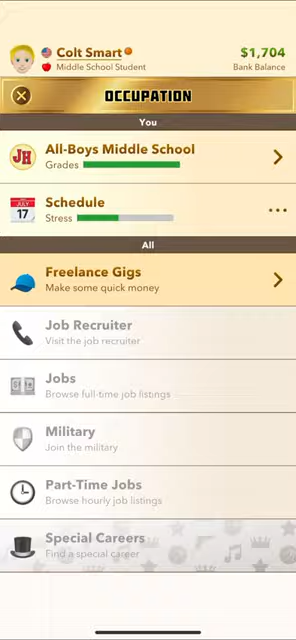 Colt Smart
$1,704
Middle School Student
Bank Balance
OCCUPATION
You
JH
All-Boys Middle School
Grades
JULY
17
Schedule
Stress
All
Freelance Gigs
Make some quick money
Job Recruiter
Visit the job recruiter
Jobs
Browse full-time job listings
Military
Join the military
Part-Time Jobs
Browse hourly job listings
Special Careers
Find a special career